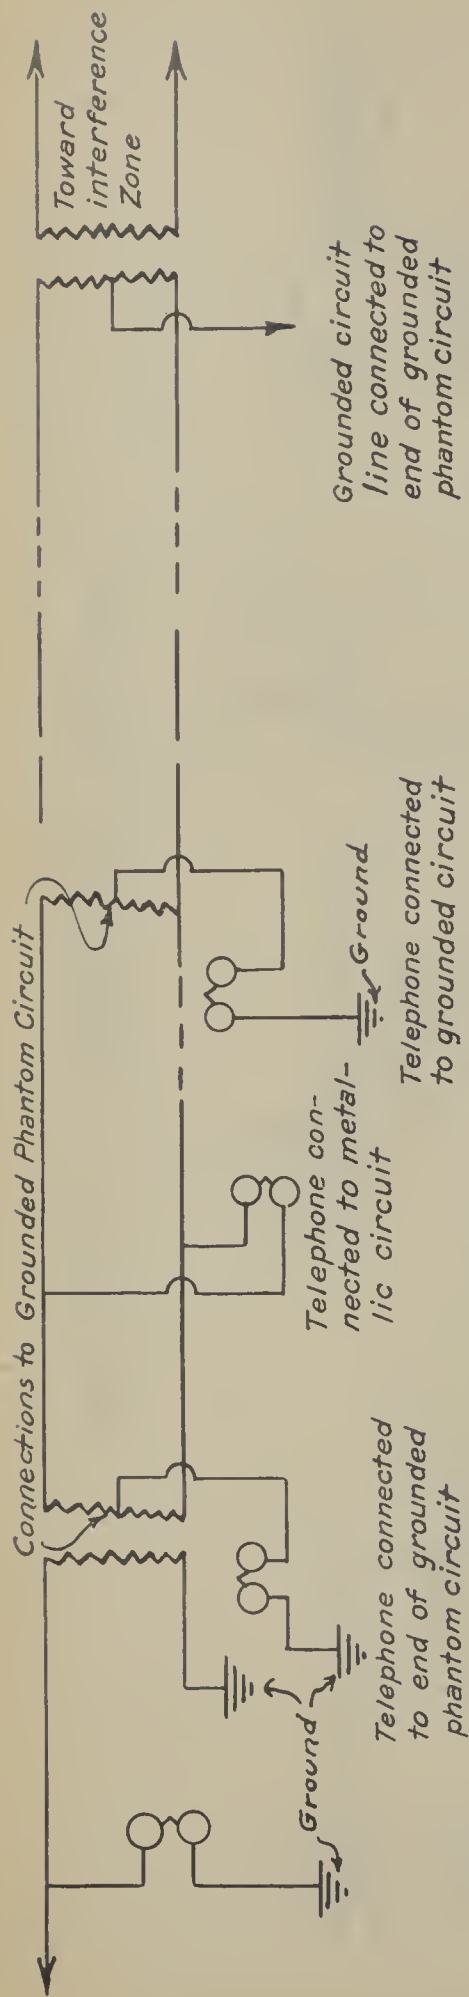 Connections to Grounded Phantom Circuit
Toward
interference
Zone
Ground
Ground
Telephone connected
to end of grounded
phantom circuit
Telephone con-
nected to metal-
lic circuit
Telephone connected
to grounded circuit
Grounded circuit
line connected to
end of grounded
phantom circuit